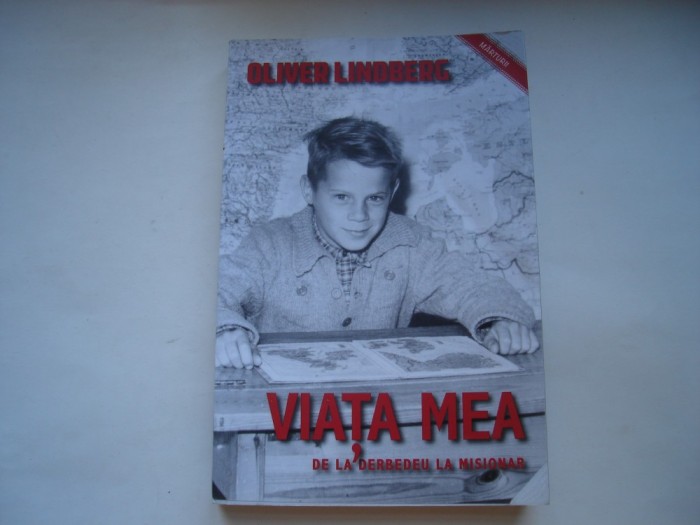 MĂRTURII
OLIVER LINDBERG
VIAȚA MEA
DE LA DERBEDEU LA MISIONAR